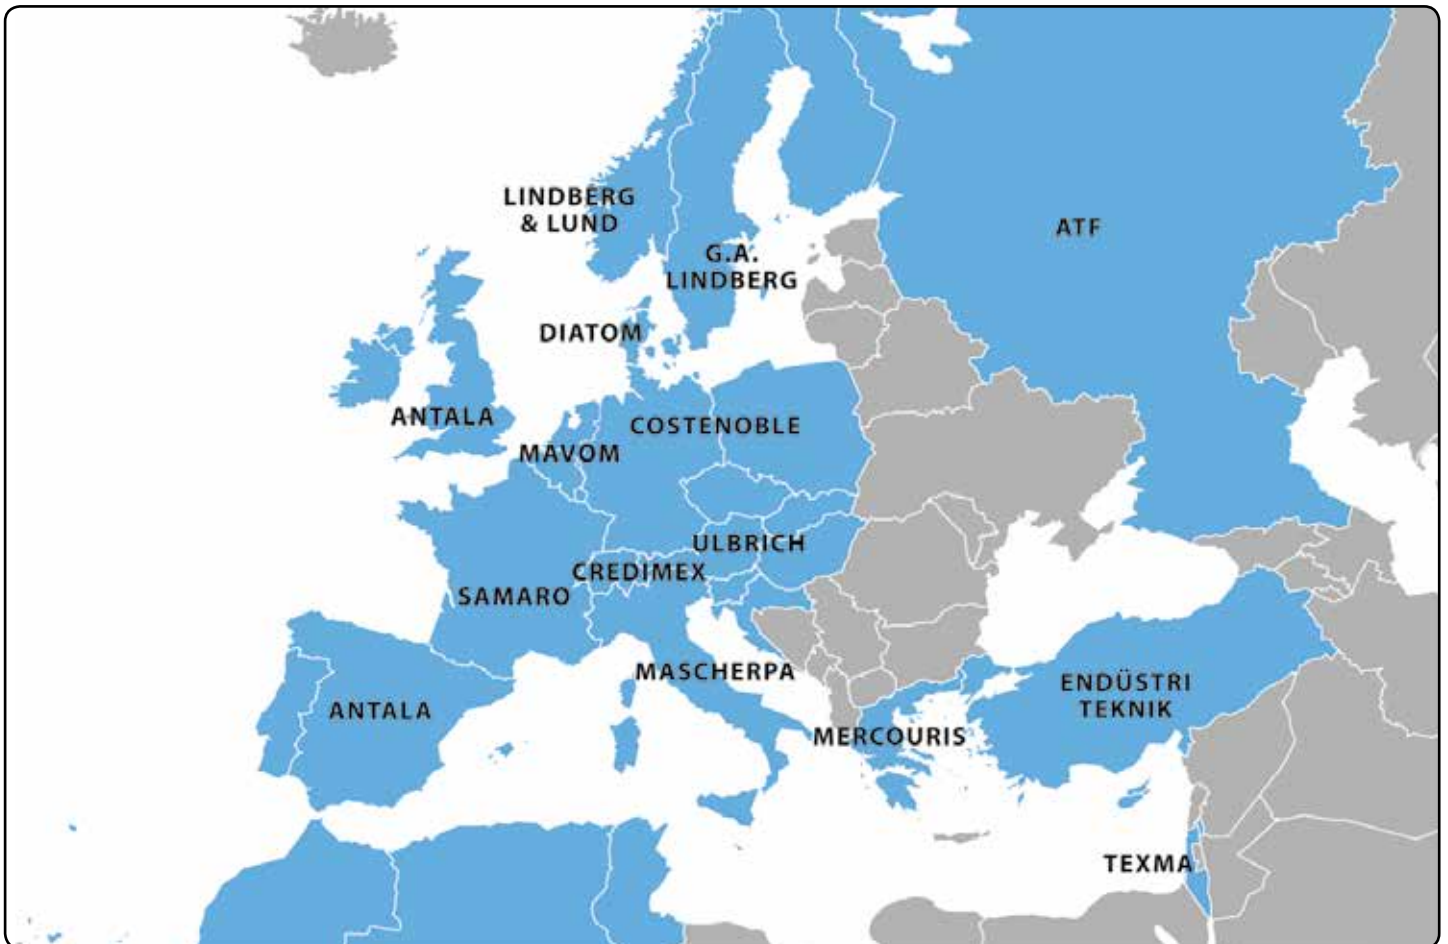 LINDBERG
& LUND
ATF
G.A.
LINDBERG
DIATOM
ANTALA
COSTENOBLE
MAVOM
ULBRICH
CREDIMEX
SAMARO
MASCHERPA
ENDÜSTRI
TEKNIK
ANTALA
MERCOURIS
TEXMA